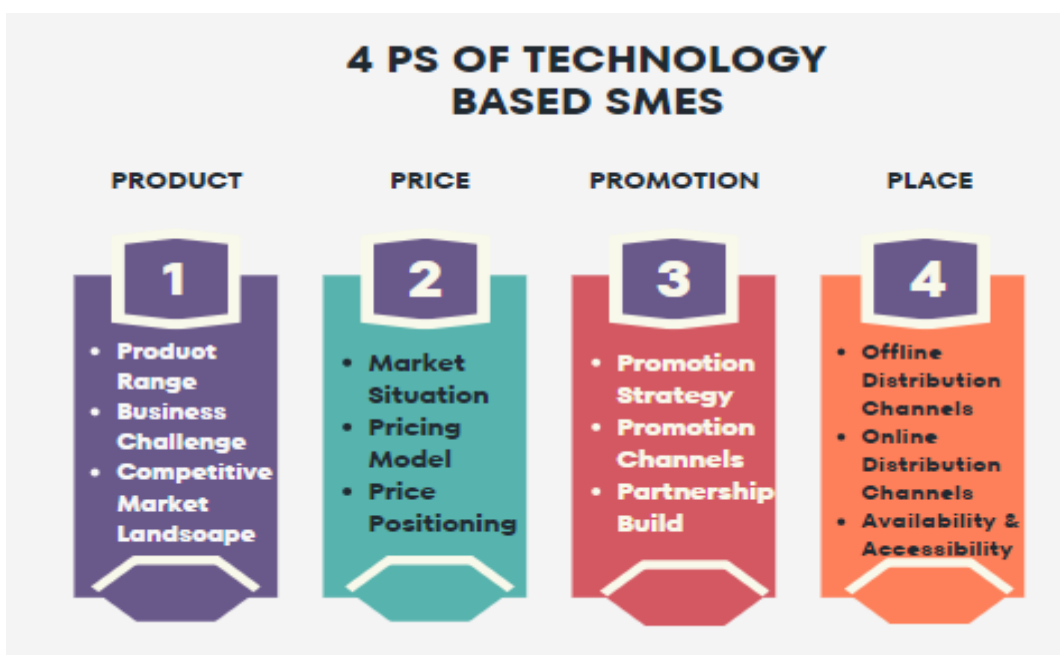 4 PS OF TECHNOLOGY
BASED SMES
PRODUCT
PRICE
PROMOTION
PLACE
1
• Product
Range
• Business
Challenge
• Competitive
Market
Landscape
2
• Market
Situation
• Pricing
Model
• Price
Positioning
3
• Promotion
Strategy
• Promotion
Channels
• Partnership
Build
4
• Offline
Distribution
Channels
• Online
Distribution
Channels
• Availability &
Accessibility